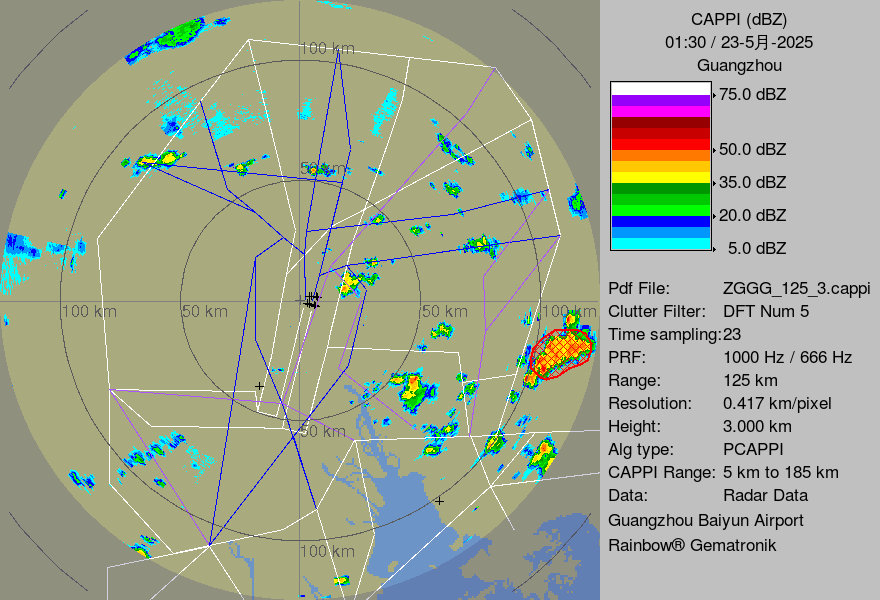 CAPPI (dBZ)
01:30 / 23-5月-2025
Guangzhou
75.0 dBZ
50.0 dBZ
35.0 dBZ
20.0 dBZ
5.0 dBZ
Pdf File: ZGGG_125_3.cappi
Clutter Filter: DFT Num 5
Time sampling:23
PRF: 1000 Hz / 666 Hz
Range: 125 km
Resolution: 0.417 km/pixel
Height: 3.000 km
Alg type: PCAPPI
CAPPI Range: 5 km to 185 km
Data: Radar Data
Guangzhou Baiyun Airport
Rainbow® Gematronik
100 km
50 km
100 km
50 km
50 km
100 km
50 km
100 km